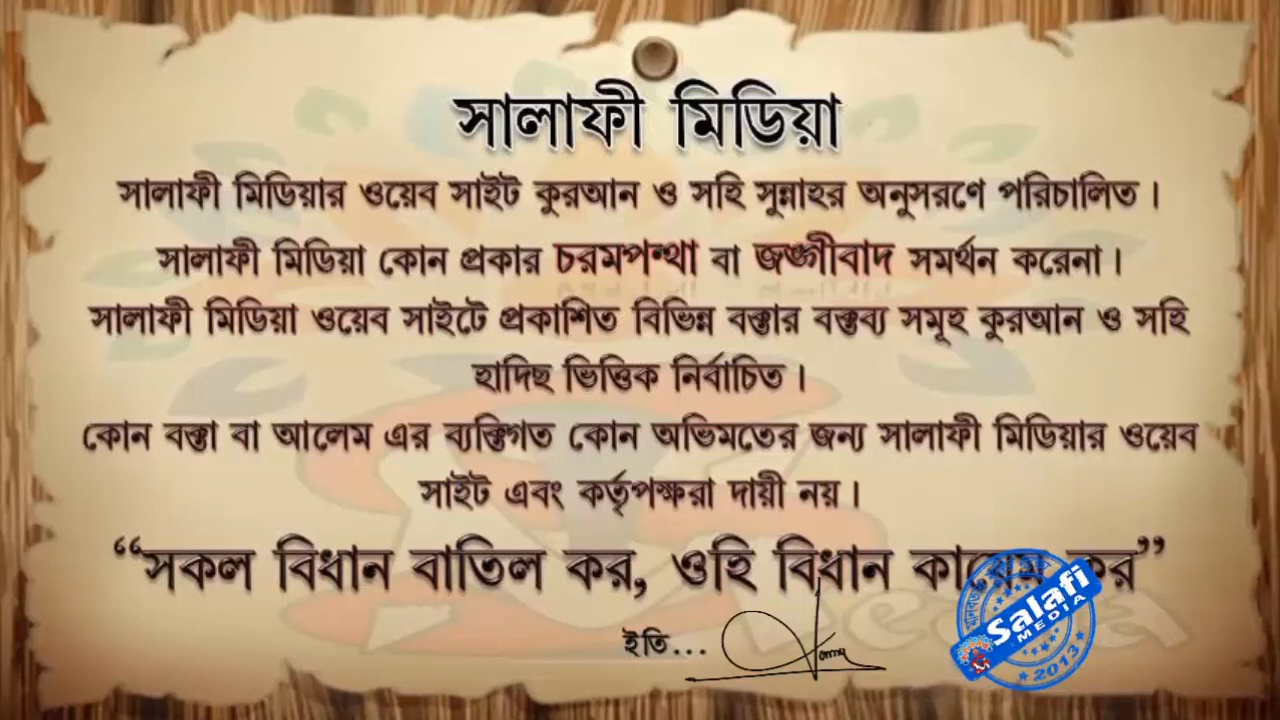 সালাফী মিডিয়া
সালাফী মিডিয়ার ওয়েব সাইট কুরআন ও সহি সুন্নাহর অনুসরণে পরিচালিত।
সালাফী মিডিয়া কোন প্রকার চরমপন্থা বা জঙ্গীবাদ সমর্থন করেনা।
সালাফী মিডিয়া ওয়েব সাইটে প্রকাশিত বিভিন্ন বক্তার বক্তব্য সমূহ কুরআন ও সহি
হাদিছ ভিত্তিক নির্বাচিত।
কোন বক্তা বা আলেম এর ব্যক্তিগত কোন অভিমতের জন্য সালাফী মিডিয়ার ওয়েব
সাইট এবং কর্তৃপক্ষরা দায়ী নয়।
“সকল বিধান বাতিল কর, ওহি বিধান কায়েম কর”
ইতি...
Salafi
MEDIA
2013